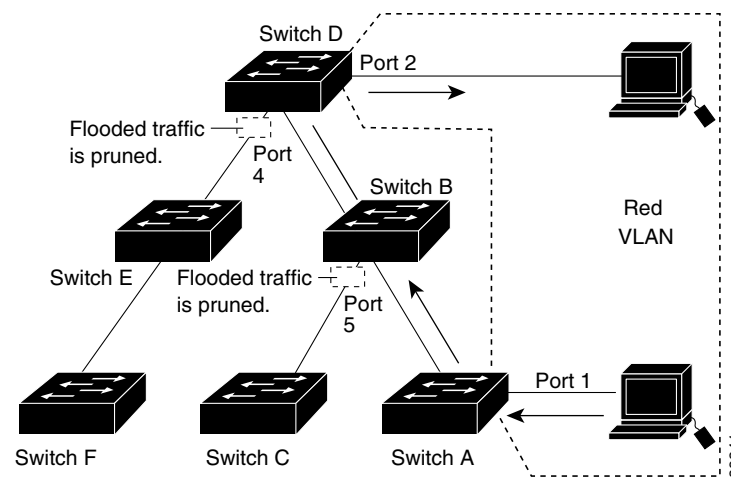 Switch D
Port 2
Flooded traffic
is pruned.
Port
4
Switch B
Red
VLAN
Switch E
Flooded traffic
is pruned.
Port
5
Port 1
Switch F
Switch C
Switch A